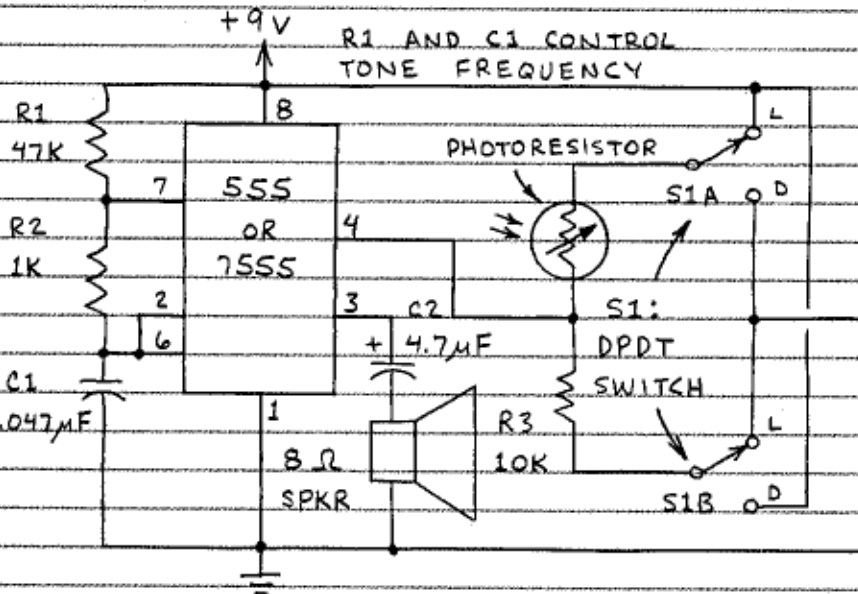 +9V
R1 AND C1 CONTROL
TONE FREQUENCY
R1
47K
8
PHOTORESISTOR
L
7
555
OR
7555
4
S1A
D
R2
1K
2
6
3
C2
+ 4.7µF
S1:
DPDT
SWITCH
C1
.047µF
1
8 Ω
SPKR
R3
10K
L
S1B
D